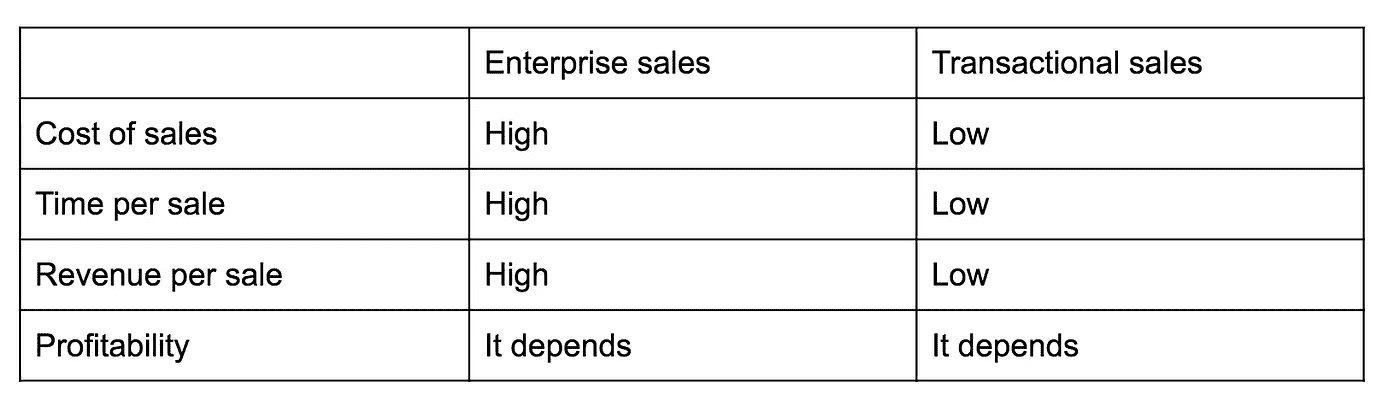 Enterprise sales Transactional sales
Cost of sales High Low
Time per sale High Low
Revenue per sale High Low
Profitability It depends It depends